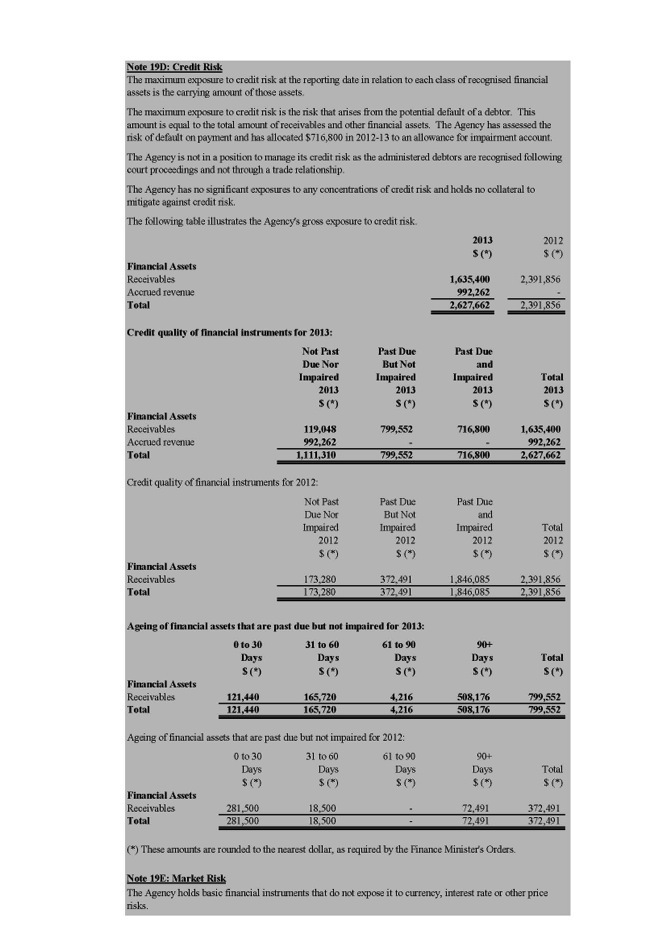 Note 19D: Credit Risk
The maximum exposure to credit risk at the reporting date in relation to each class of recognised financial
assets is the carrying amount of those assets.
The maximum exposure to credit risk is the risk that arises from the potential default of a debtor. This
amount is equal to the total amount of receivables and other financial assets. The Agency has assessed the
risk of default on payment and has allocated $716,800 in 2012-13 to an allowance for impairment account.
The Agency is not in a position to manage its credit risk as the administered debtors are recognised following
court proceedings and not through a trade relationship.
The Agency has no significant exposures to any concentrations of credit risk and holds no collateral to
mitigate against credit risk.
The following table illustrates the Agency's gross exposure to credit risk.
2013 2012
$ (*) $ (*)
Financial Assets
Receivables 1,635,400 2,391,856
Accrued revenue 992,262 -
Total 2,627,662 2,391,856
Credit quality of financial instruments for 2013:
Not Past Past Due Past Due
Due Nor But Not and
Impaired Impaired Impaired Total
2013 2013 2013 2013
$ (*) $ (*) $ (*) $ (*)
Financial Assets
Receivables 119,048 799,552 716,800 1,635,400
Accrued revenue 992,262 - - 992,262
Total 1,111,310 799,552 716,800 2,627,662
Credit quality of financial instruments for 2012:
Not Past Past Due Past Due
Due Nor But Not and
Impaired Impaired Impaired Total
2012 2012 2012 2012
$ (*) $ (*) $ (*) $ (*)
Financial Assets
Receivables 173,280 372,491 1,846,085 2,391,856
Total 173,280 372,491 1,846,085 2,391,856
Ageing of financial assets that are past due but not impaired for 2013:
0 to 30 31 to 60 61 to 90 90+
Days Days Days Days Total
$ (*) $ (*) $ (*) $ (*) $ (*)
Financial Assets
Receivables 121,440 165,720 4,216 508,176 799,552
Total 121,440 165,720 4,216 508,176 799,552
Ageing of financial assets that are past due but not impaired for 2012:
0 to 30 31 to 60 61 to 90 90+
Days Days Days Days Total
$ (*) $ (*) $ (*) $ (*) $ (*)
Financial Assets
Receivables 281,500 18,500 - 72,491 372,491
Total 281,500 18,500 - 72,491 372,491
(*) These amounts are rounded to the nearest dollar, as required by the Finance Minister's Orders.
Note 19E: Market Risk
The Agency holds basic financial instruments that do not expose it to currency, interest rate or other price
risks.